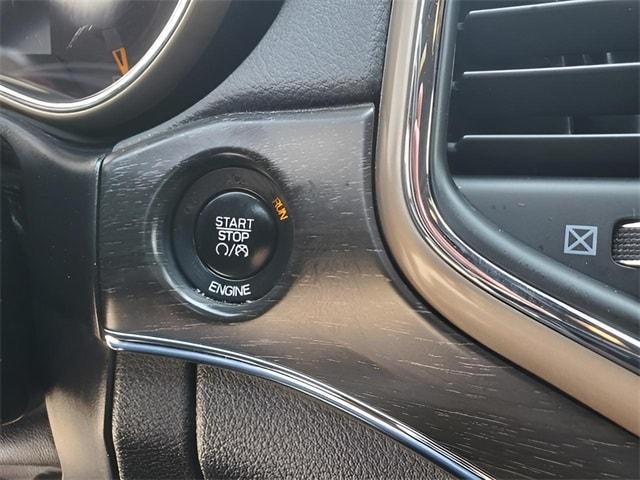 RUN
START
STOP
/
ENGINE